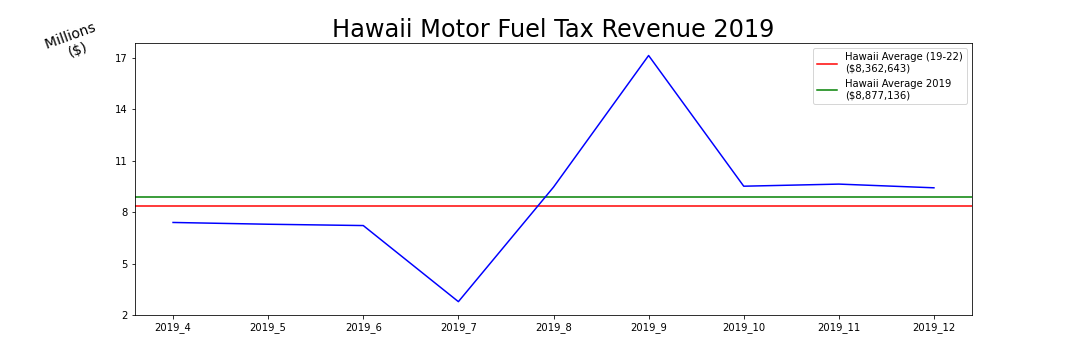 Hawaii Motor Fuel Tax Revenue 2019
Millions
($)
Hawaii Average (19-22)
($8,362,643)
Hawaii Average 2019
($8,877,136)
17
14
11
8
5
2
2019_4 2019_5 2019_6 2019_7 2019_8 2019_9 2019_10 2019_11 2019_12